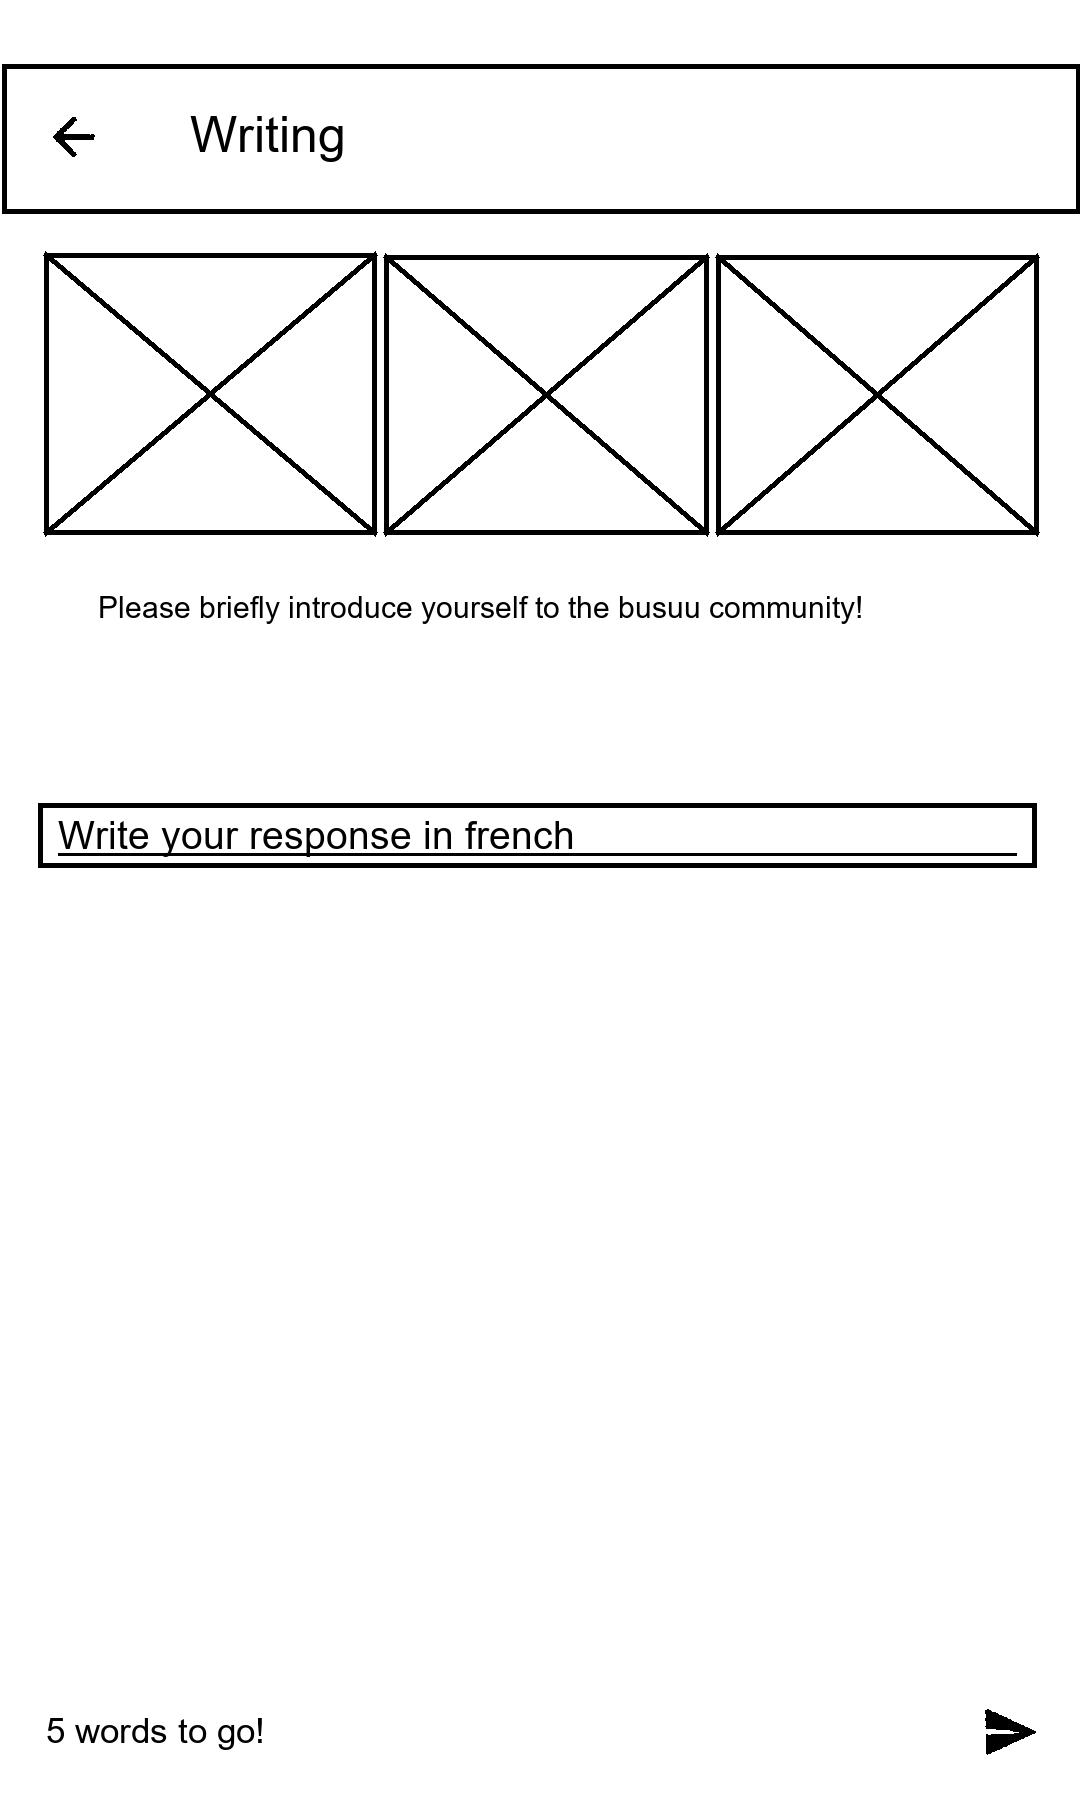 Writing
Please briefly introduce yourself to the busuu community!
Write your response in french
5 words to go!